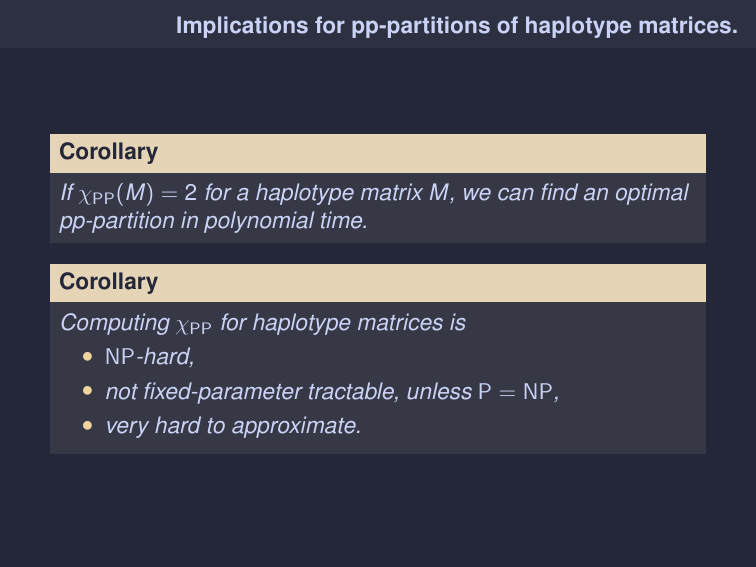 Implications for pp-partitions of haplotype matrices.
Corollary
If χPP(M) = 2 for a haplotype matrix M, we can find an optimal
pp-partition in polynomial time.
Corollary
Computing χPP for haplotype matrices is
• NP-hard,
• not fixed-parameter tractable, unless P = NP,
• very hard to approximate.